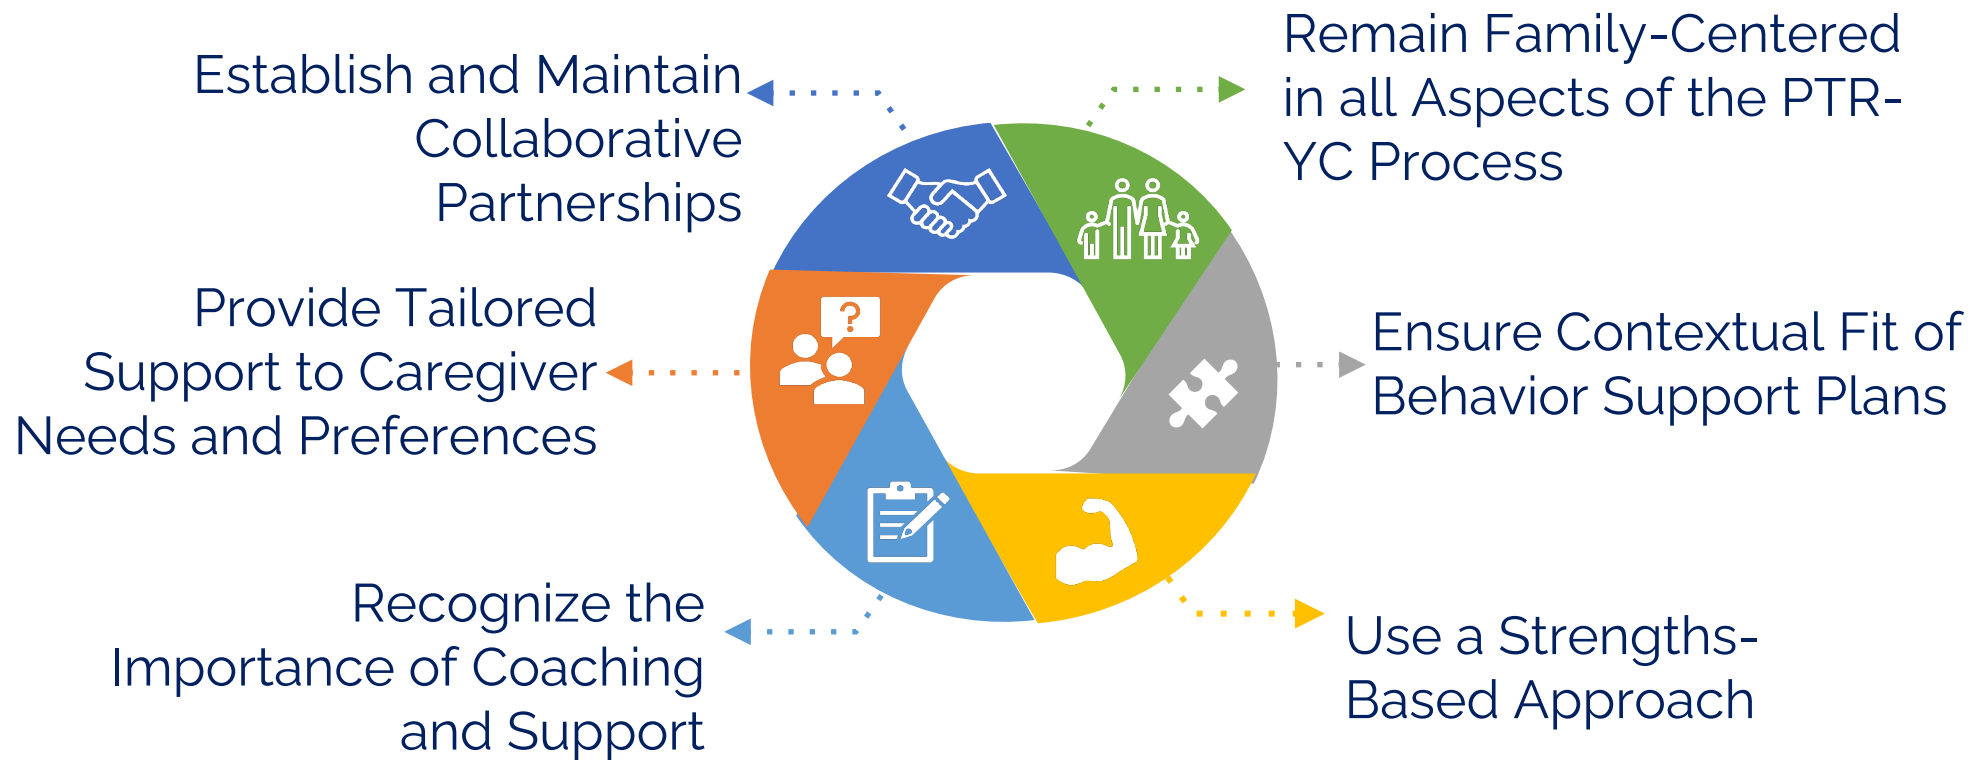 Establish and Maintain
Collaborative
Partnerships
Remain Family-Centered
in all Aspects of the PTR-
YC Process
Provide Tailored
Support to Caregiver
Needs and Preferences
?
Ensure Contextual Fit of
Behavior Support Plans
Recognize the
Importance of Coaching
and Support
Use a Strengths-
Based Approach